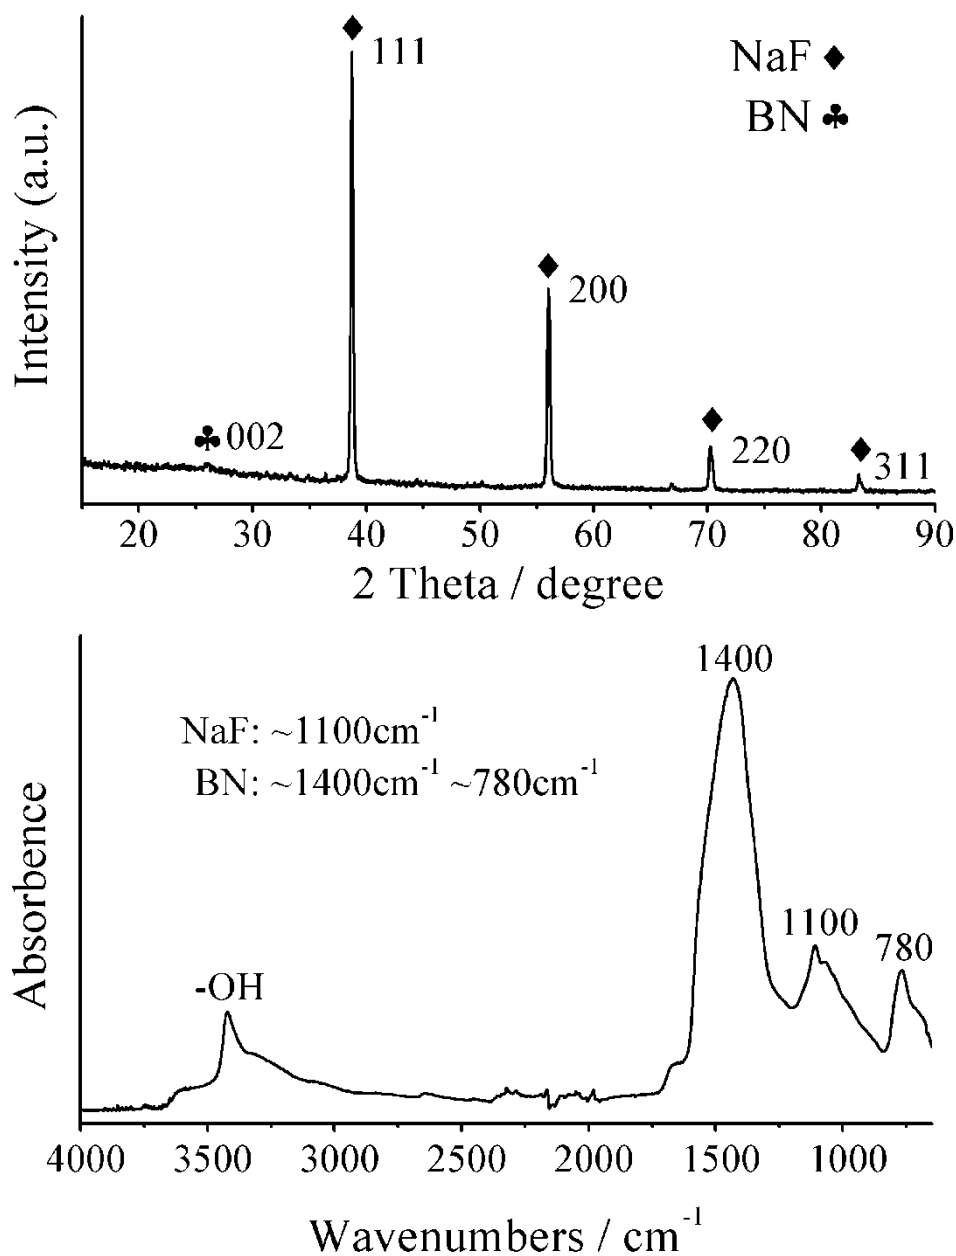 111
NaF ♦
BN ♣
200
002
220
311
Intensity (a.u.)
20 30 40 50 60 70 80 90
2 Theta / degree
1400
NaF: ~1100cm⁻¹
BN: ~1400cm⁻¹ ~780cm⁻¹
1100
780
-OH
Absorbence
4000 3500 3000 2500 2000 1500 1000
Wavenumbers / cm⁻¹